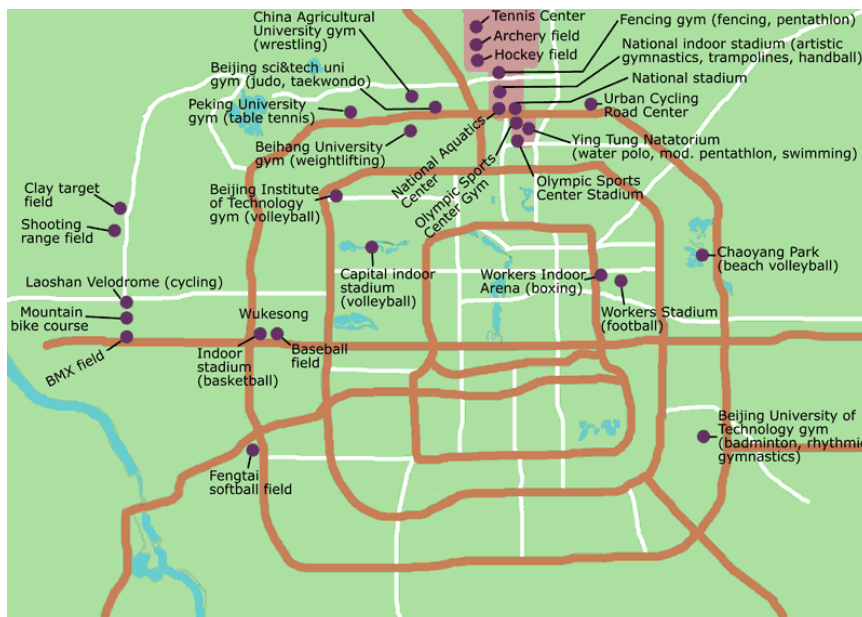 China Agricultural
University gym
(wrestling)
Tennis Center
Archery field
Hockey field
Fencing gym (fencing, pentathlon)
National indoor stadium (artistic
gymnastics, trampolines, handball)
National stadium
Beijing sci&tech uni
gym (judo, taekwondo)
Peking University
gym (table tennis)
Urban Cycling
Road Center
Beihang University
gym (weightlifting)
National Aquatics
Center
Olympic Sports
Center Gym
Ying Tung Natatorium
(water polo, mod. pentathlon, swimming)
Olympic Sports
Center Stadium
Clay target
field
Shooting
range field
Beijing Institute
of Technology
gym (volleyball)
Laoshan Velodrome (cycling)
Mountain
bike course
BMX field
Capital indoor
stadium
(volleyball)
Workers Indoor
Arena (boxing)
Workers Stadium
(football)
Chaoyang Park
(beach volleyball)
Wukesong
Indoor
stadium
(basketball)
Baseball
field
Beijing University of
Technology gym
(badminton, rhythmic
gymnastics)
Fengtai
softball field